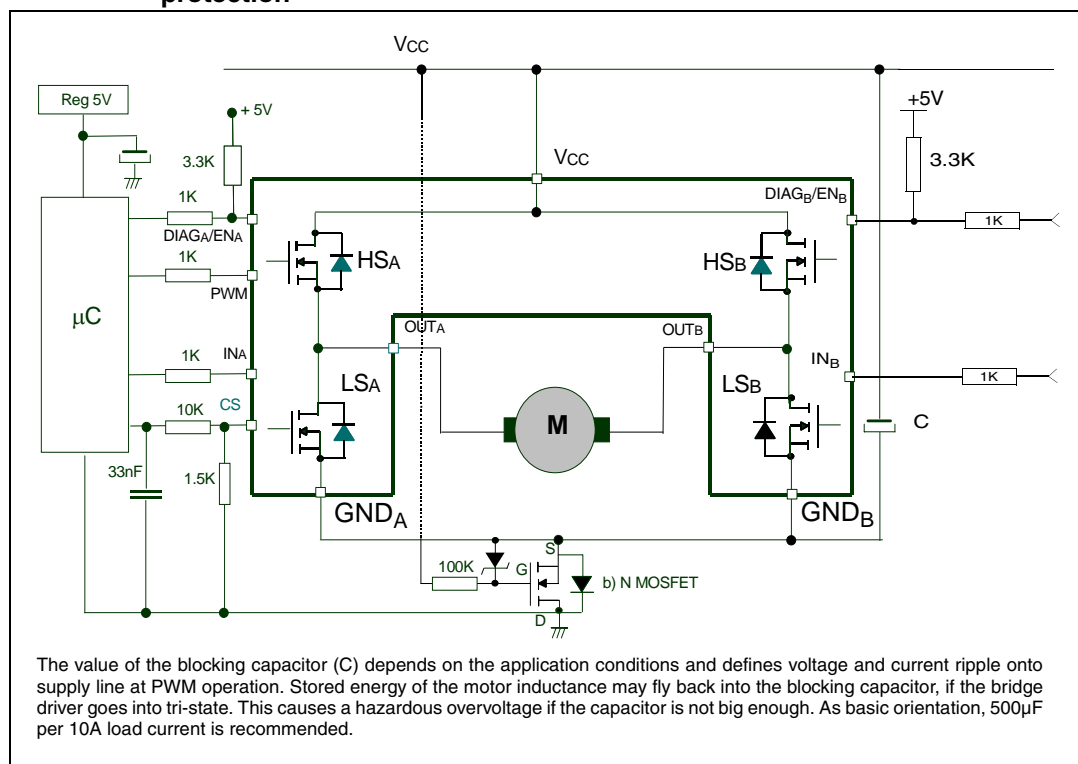 protection
VCC
Reg 5V
+ 5V
+5V
3.3K
VCC
3.3K
1K
DIAGB/ENB
1K
DIAGA/ENA
HSA
HSB
1K
PWM
µC
OUTA
OUTB
INB
1K
INA
LSA
LSB
1K
10K
CS
M
C
33nF
1.5K
GNDA
GNDB
S
100K
G
b) N MOSFET
D
The value of the blocking capacitor (C) depends on the application conditions and defines voltage and current ripple onto
supply line at PWM operation. Stored energy of the motor inductance may fly back into the blocking capacitor, if the bridge
driver goes into tri-state. This causes a hazardous overvoltage if the capacitor is not big enough. As basic orientation, 500µF
per 10A load current is recommended.